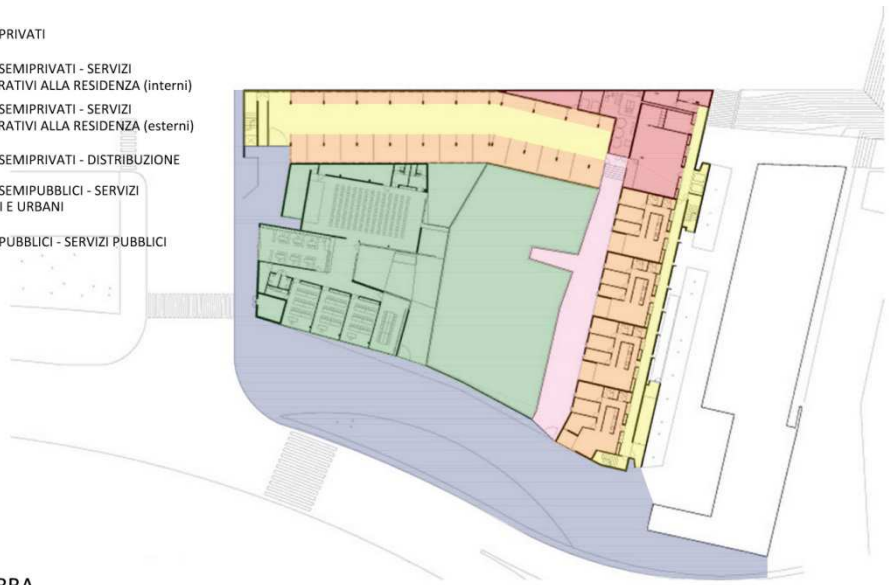 PRIVATI
SEMIPRIVATI - SERVIZI
RATIVI ALLA RESIDENZA (interni)
SEMIPRIVATI - SERVIZI
RATIVI ALLA RESIDENZA (esterni)
SEMIPRIVATI - DISTRIBUZIONE
SEMIPUBBLICI - SERVIZI
I E URBANI
PUBBLICI - SERVIZI PUBBLICI
RRA